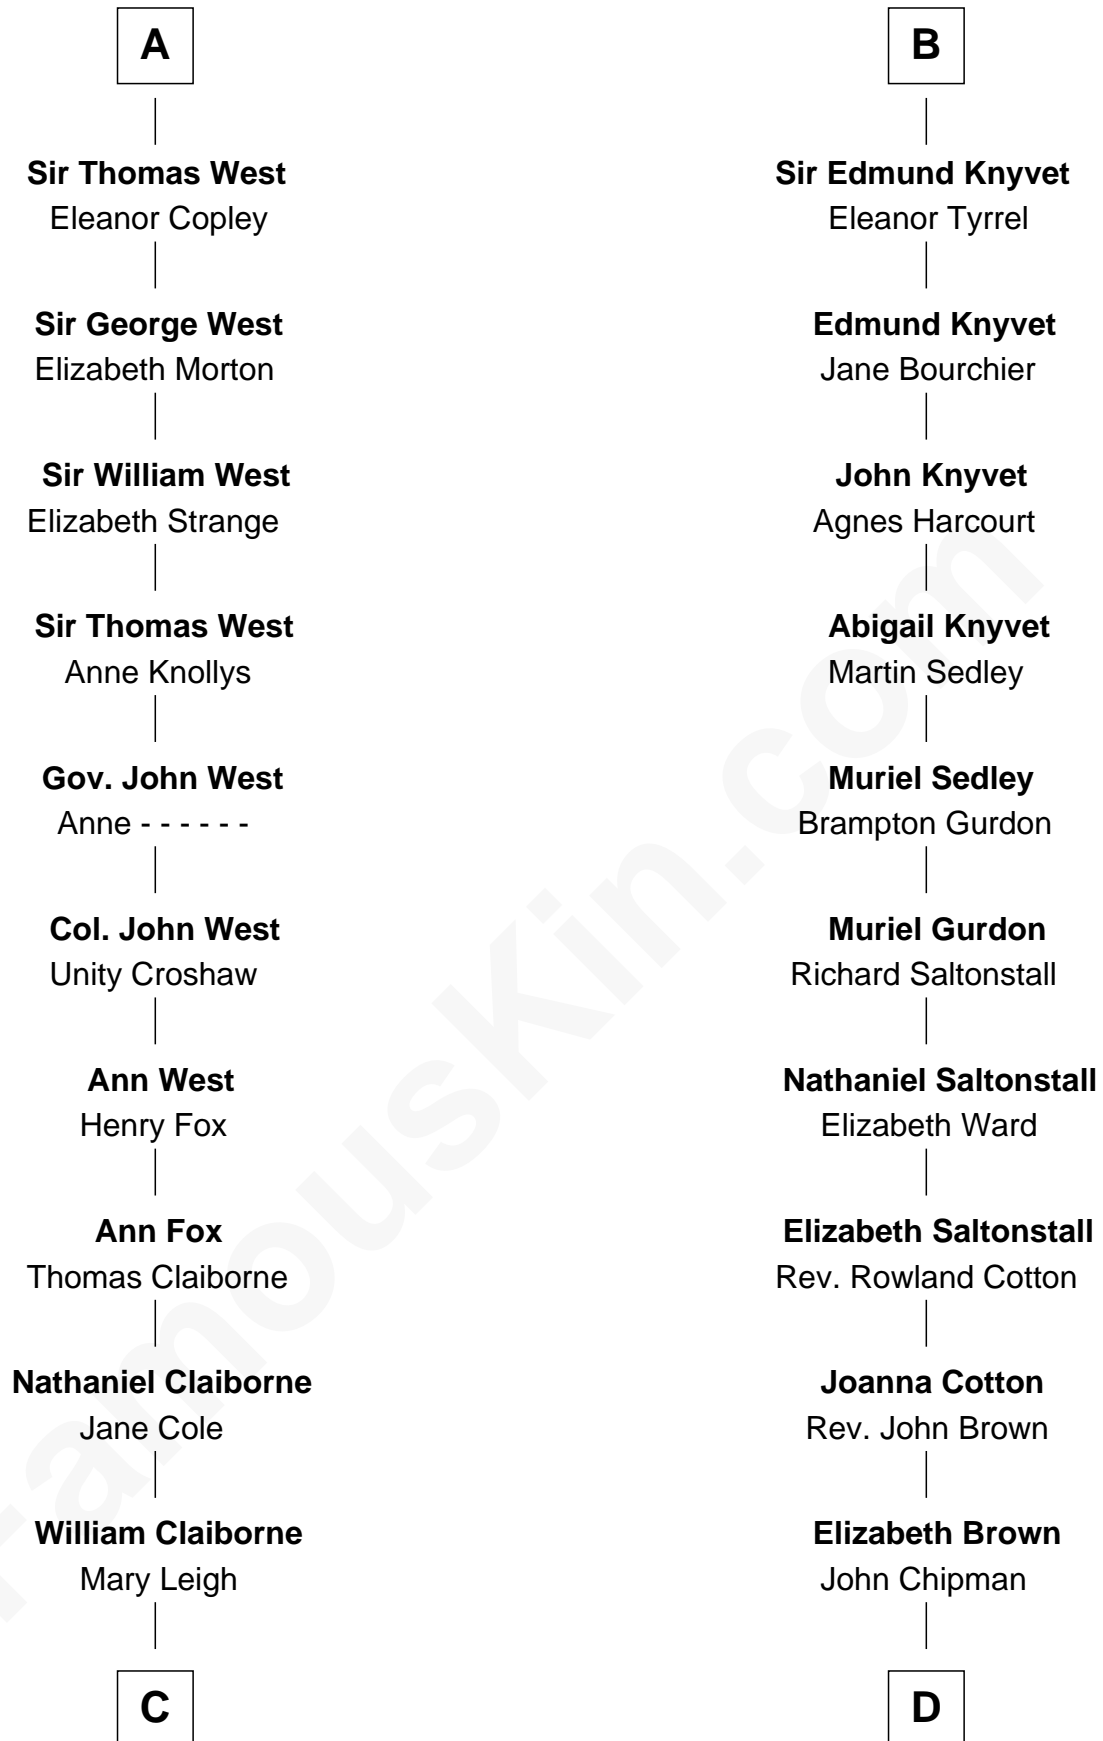 A
Sir Thomas West
Eleanor Copley
Sir George West
Elizabeth Morton
Sir William West
Elizabeth Strange
Sir Thomas West
Anne Knollys
Gov. John West
Anne - - - - - -
Col. John West
Unity Croshaw
Ann West
Henry Fox
Ann Fox
Thomas Claiborne
Nathaniel Claiborne
Jane Cole
William Claiborne
Mary Leigh
C
B
Sir Edmund Knyvet
Eleanor Tyrrel
Edmund Knyvet
Jane Bourchier
John Knyvet
Agnes Harcourt
Abigail Knyvet
Martin Sedley
Muriel Sedley
Brampton Gurdon
Muriel Gurdon
Richard Saltonstall
Nathaniel Saltonstall
Elizabeth Ward
Elizabeth Saltonstall
Rev. Rowland Cotton
Joanna Cotton
Rev. John Brown
Elizabeth Brown
John Chipman
D
FamousKin.com